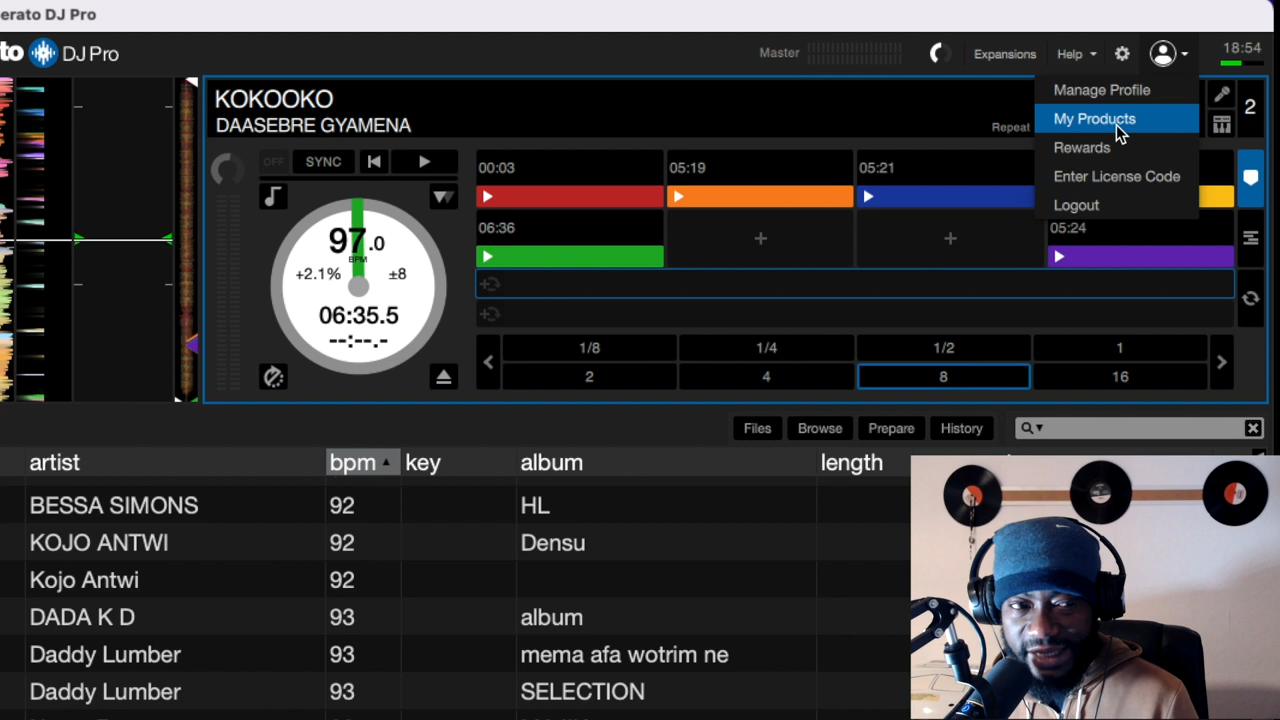 erato DJ Pro
to DJ Pro
Master
Expansions
Help
18:54
Manage Profile
My Products
Rewards
Enter License Code
Logout
KOKOOKO
DAASEBRE GYAMENA
Repeat
2
OFF
SYNC
97.0
BPM
+2.1% ±8
06:35.5
--:--.-
00:03
05:19
05:21
06:36
05:24
1/8 1/4 1/2 1
2 4 8 16
Files Browse Prepare History
artist bpm key album length
BESSA SIMONS 92 HL
KOJO ANTWI 92 Densu
Kojo Antwi 92
DADA K D 93 album
Daddy Lumber 93 mema afa wotrim ne
Daddy Lumber 93 SELECTION